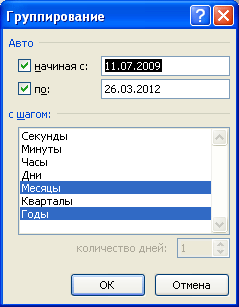 Группирование
Авто
начиная с: 11.07.2009
по: 26.03.2012
с шагом:
Секунды
Минуты
Часы
Дни
Месяцы
Кварталы
Годы
количество дней: 1
ОК Отмена